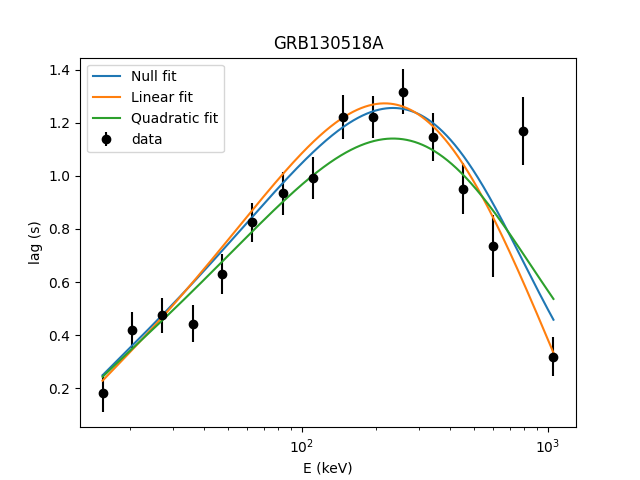 GRB130518A
Null fit
Linear fit
Quadratic fit
data
1.4
1.2
1.0
0.8
0.6
0.4
0.2
lag (s)
10²
10³
E (keV)